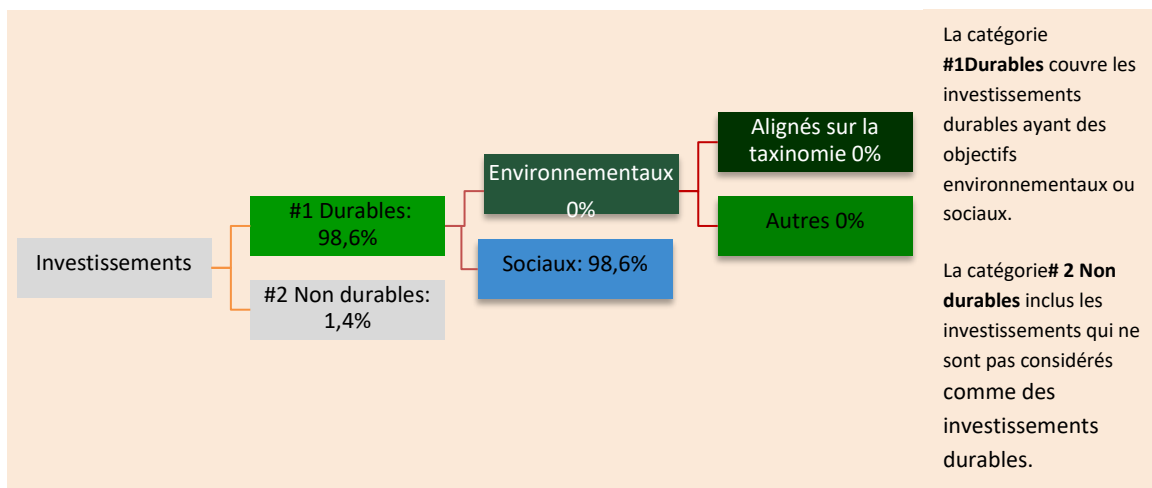 Investissements
#1 Durables:
98,6%
#2 Non durables:
1,4%
Environnementaux
0%
Sociaux: 98,6%
Alignés sur la
taxinomie 0%
Autres 0%
La catégorie
#1Durables couvre les
investissements
durables ayant des
objectifs
environnementaux ou
sociaux.
La catégorie# 2 Non
durables inclus les
investissements qui ne
sont pas considérés
comme des
investissements
durables.